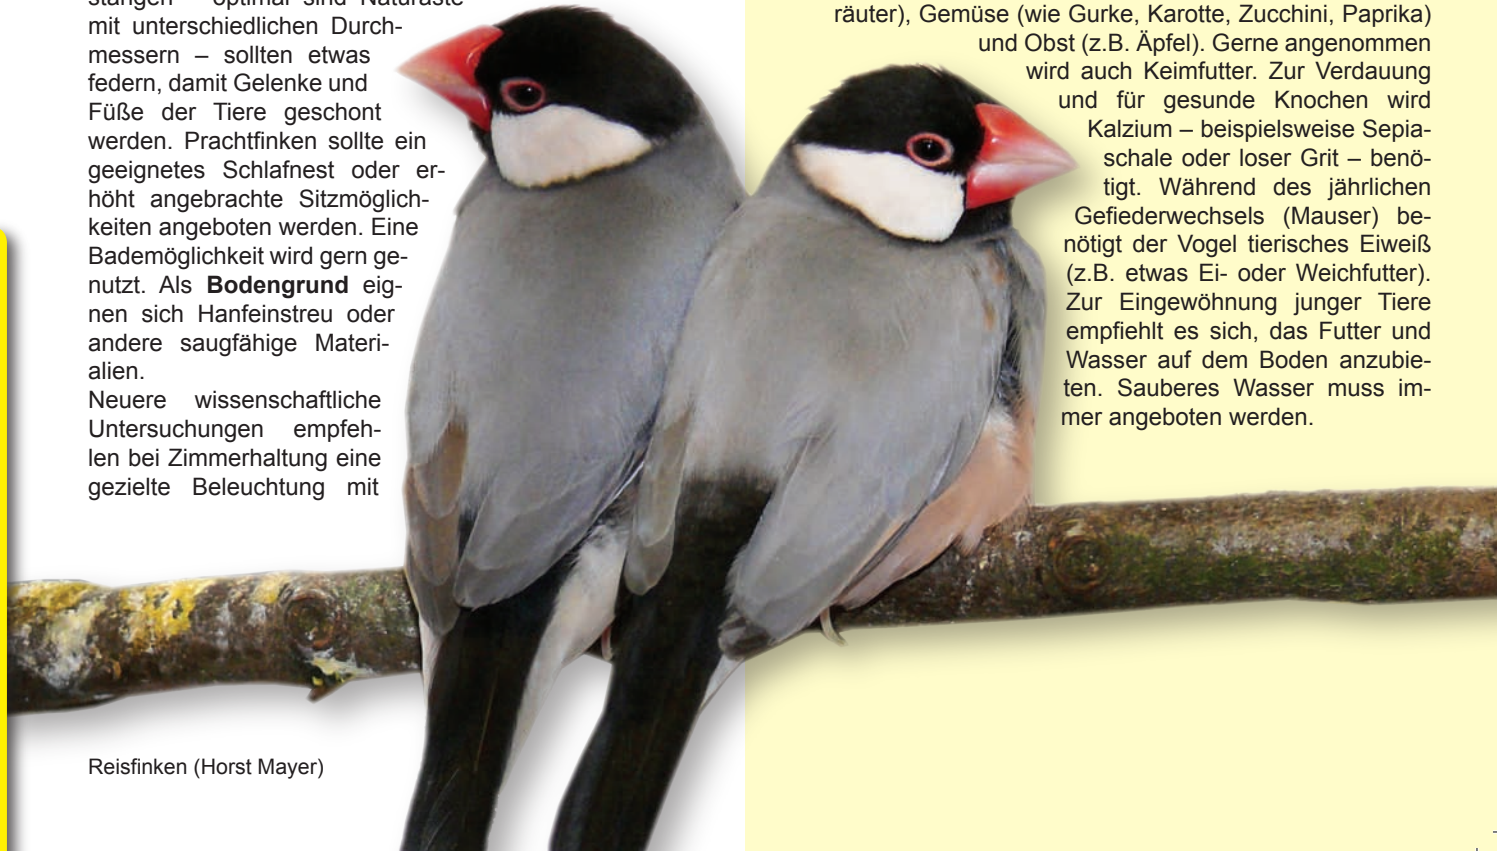 stangen – optimal sind Naturäste
mit unterschiedlichen Durch-
messern – sollten etwas
federn, damit Gelenke und
Füße der Tiere geschont
werden. Prachtfinken sollte ein
geeignetes Schlafnest oder er-
höht angebrachte Sitzmöglich-
keiten angeboten werden. Eine
Bademöglichkeit wird gern ge-
nutzt. Als Bodengrund eig-
nen sich Hanfeinstreu oder
andere saugfähige Materi-
alien.
Neuere wissenschaftliche
Untersuchungen empfeh-
len bei Zimmerhaltung eine
gezielte Beleuchtung mit
Reisfinken (Horst Mayer)
räuter), Gemüse (wie Gurke, Karotte, Zucchini, Paprika)
und Obst (z.B. Äpfel). Gerne angenommen
wird auch Keimfutter. Zur Verdauung
und für gesunde Knochen wird
Kalzium – beispielsweise Sepia-
schale oder loser Grit – benö-
tigt. Während des jährlichen
Gefiederwechsels (Mauser) be-
nötigt der Vogel tierisches Eiweiß
(z.B. etwas Ei- oder Weichfutter).
Zur Eingewöhnung junger Tiere
empfiehlt es sich, das Futter und
Wasser auf dem Boden anzubie-
ten. Sauberes Wasser muss im-
mer angeboten werden.